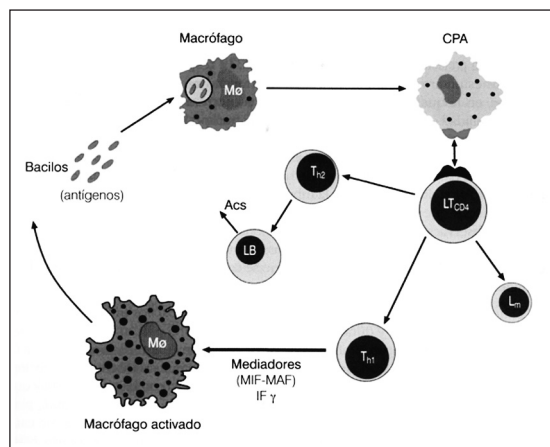 Macrófago
CPA
Mø
Bacilos
(antígenos)
Th2
LTCD4
Acs
LB
Lm
Mø
Th1
Mediadores
(MIF-MAF)
IF γ
Macrófago activado